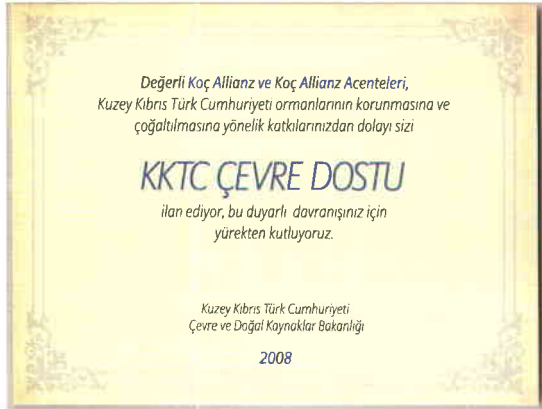 Değerli Koç Allianz ve Koç Allianz Acenteleri,
Kuzey Kıbrıs Türk Cumhuriyeti ormanlarının korunmasına ve
çoğaltılmasına yönelik katkılarınızdan dolayı sizi
KKTC ÇEVRE DOSTU
ilan ediyor, bu duyarlı davranışınız için
yürekten kutluyoruz.
Kuzey Kıbrıs Türk Cumhuriyeti
Çevre ve Doğal Kaynaklar Bakanlığı
2008